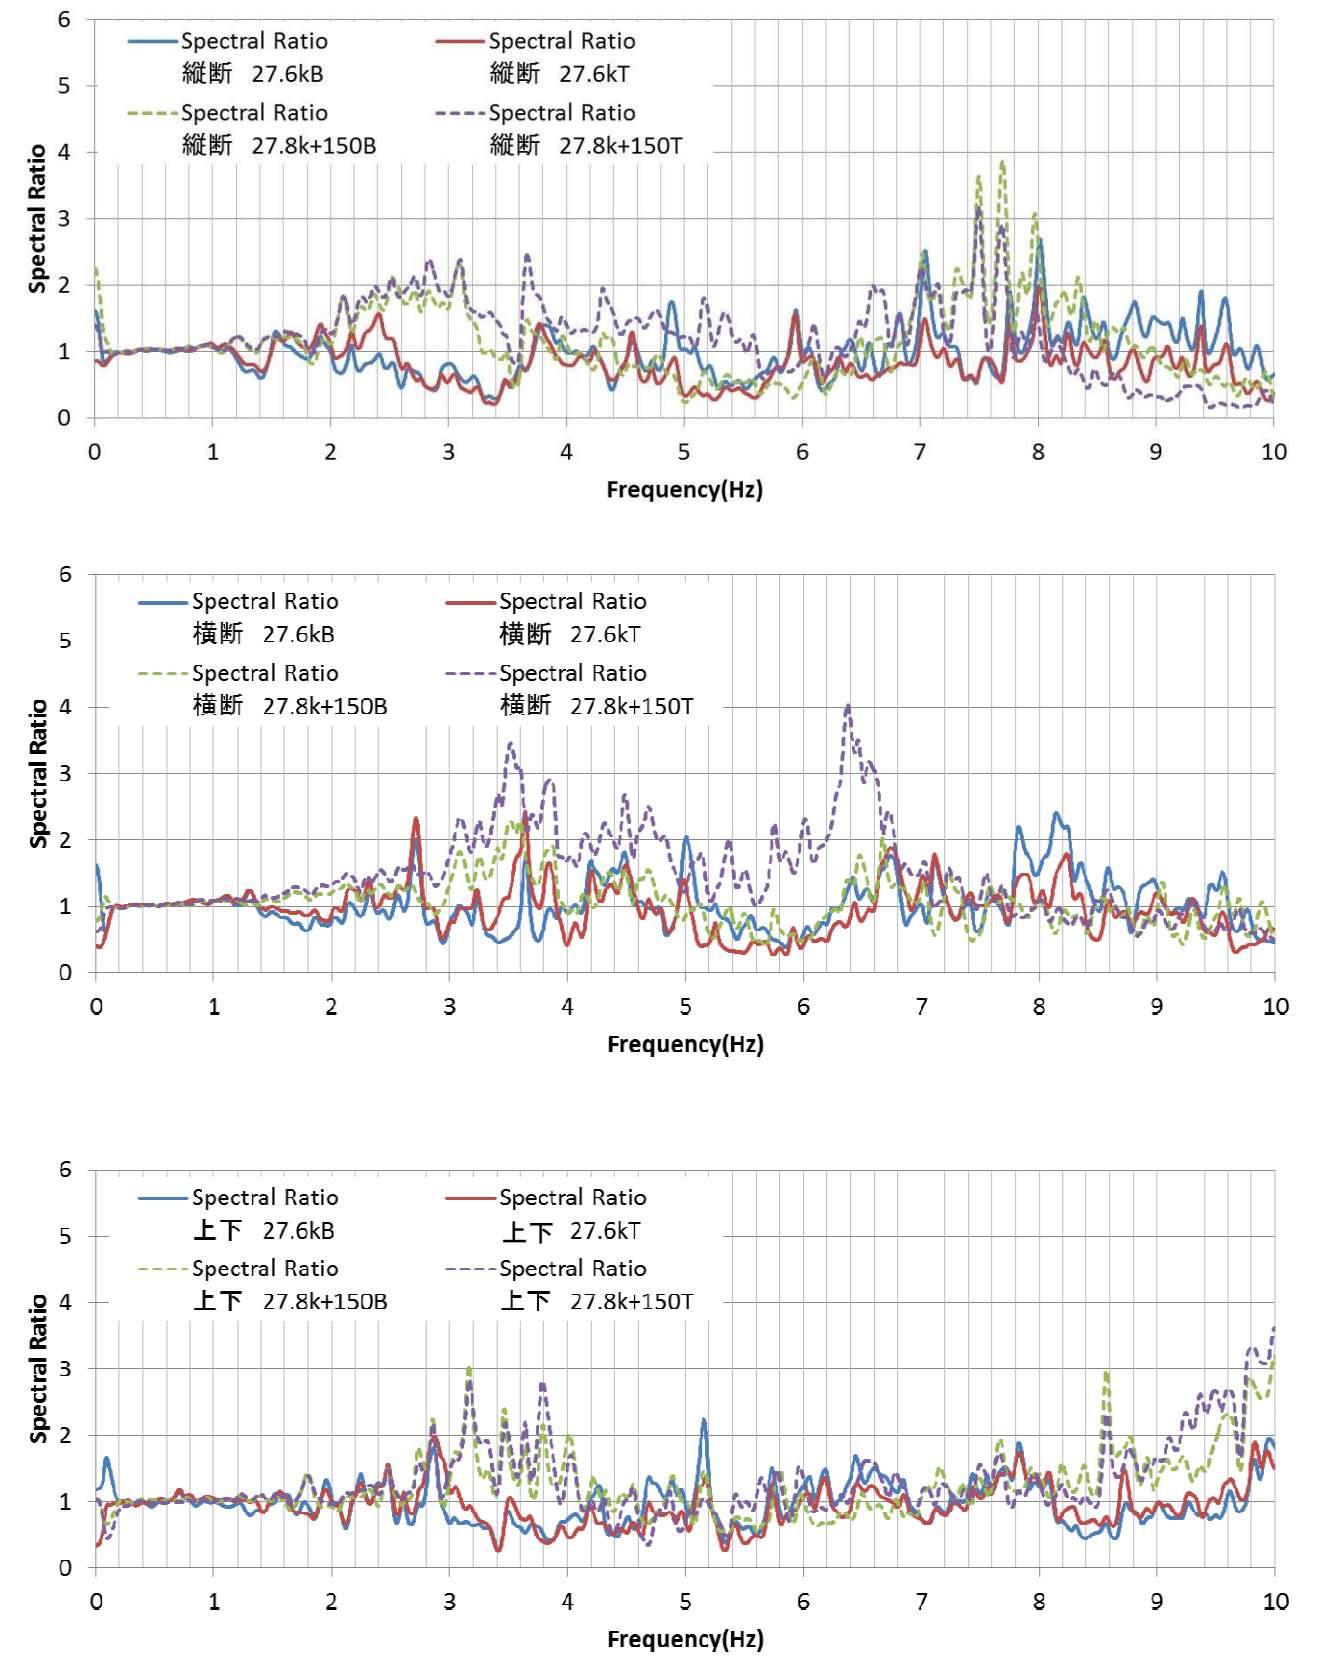 6
Spectral Ratio
縦断 27.6kB
Spectral Ratio
縦断 27.6kT
5
Spectral Ratio
縦断 27.8k+150B
Spectral Ratio
縦断 27.8k+150T
4
3
2
1
0
Spectral Ratio
0 1 2 3 4 5 6 7 8 9 10
Frequency(Hz)
6
Spectral Ratio
横断 27.6kB
Spectral Ratio
横断 27.6kT
5
Spectral Ratio
横断 27.8k+150B
Spectral Ratio
横断 27.8k+150T
4
3
2
1
0
Spectral Ratio
0 1 2 3 4 5 6 7 8 9 10
Frequency(Hz)
6
Spectral Ratio
上下 27.6kB
Spectral Ratio
上下 27.6kT
5
Spectral Ratio
上下 27.8k+150B
Spectral Ratio
上下 27.8k+150T
4
3
2
1
0
Spectral Ratio
0 1 2 3 4 5 6 7 8 9 10
Frequency(Hz)